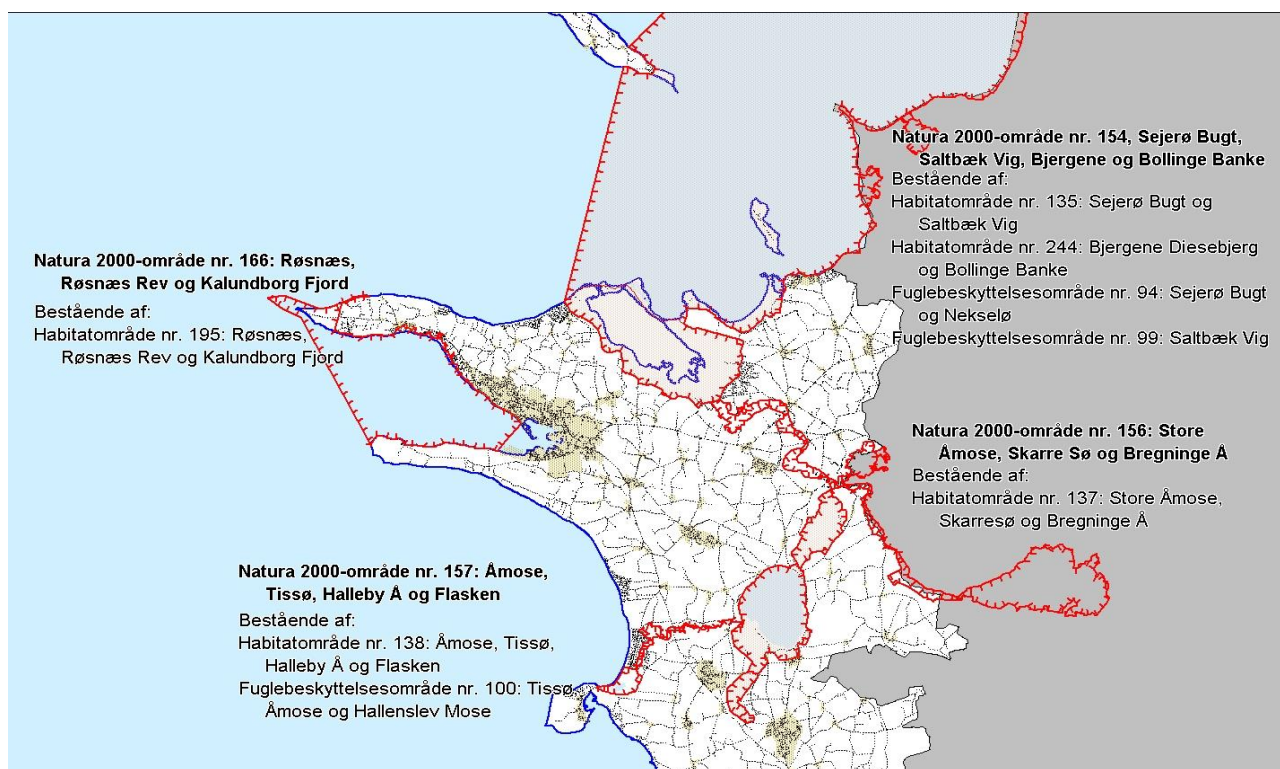 Natura 2000-område nr. 154, Sejerø Bugt,
Saltbæk Vig, Bjergene og Bollinge Banke
Bestående af:
Habitatområde nr. 135: Sejerø Bugt og
Saltbæk Vig
Habitatområde nr. 244: Bjergene Diesebjerg
og Bollinge Banke
Fuglebeskyttelsesområde nr. 94: Sejerø Bugt
og Nekselø
Fuglebeskyttelsesområde nr. 99: Saltbæk Vig
Natura 2000-område nr. 166: Røsnæs,
Røsnæs Rev og Kalundborg Fjord
Bestående af:
Habitatområde nr. 195: Røsnæs,
Røsnæs Rev og Kalundborg Fjord
Natura 2000-område nr. 156: Store
Åmose, Skarre Sø og Bregninge Å
Bestående af:
Habitatområde nr. 137: Store Åmose,
Skarresø og Bregninge Å
Natura 2000-område nr. 157: Åmose,
Tissø, Halleby Å og Flasken
Bestående af:
Habitatområde nr. 138: Åmose, Tissø,
Halleby Å og Flasken
Fuglebeskyttelsesområde nr. 100: Tissø
Åmose og Hallenslev Mose